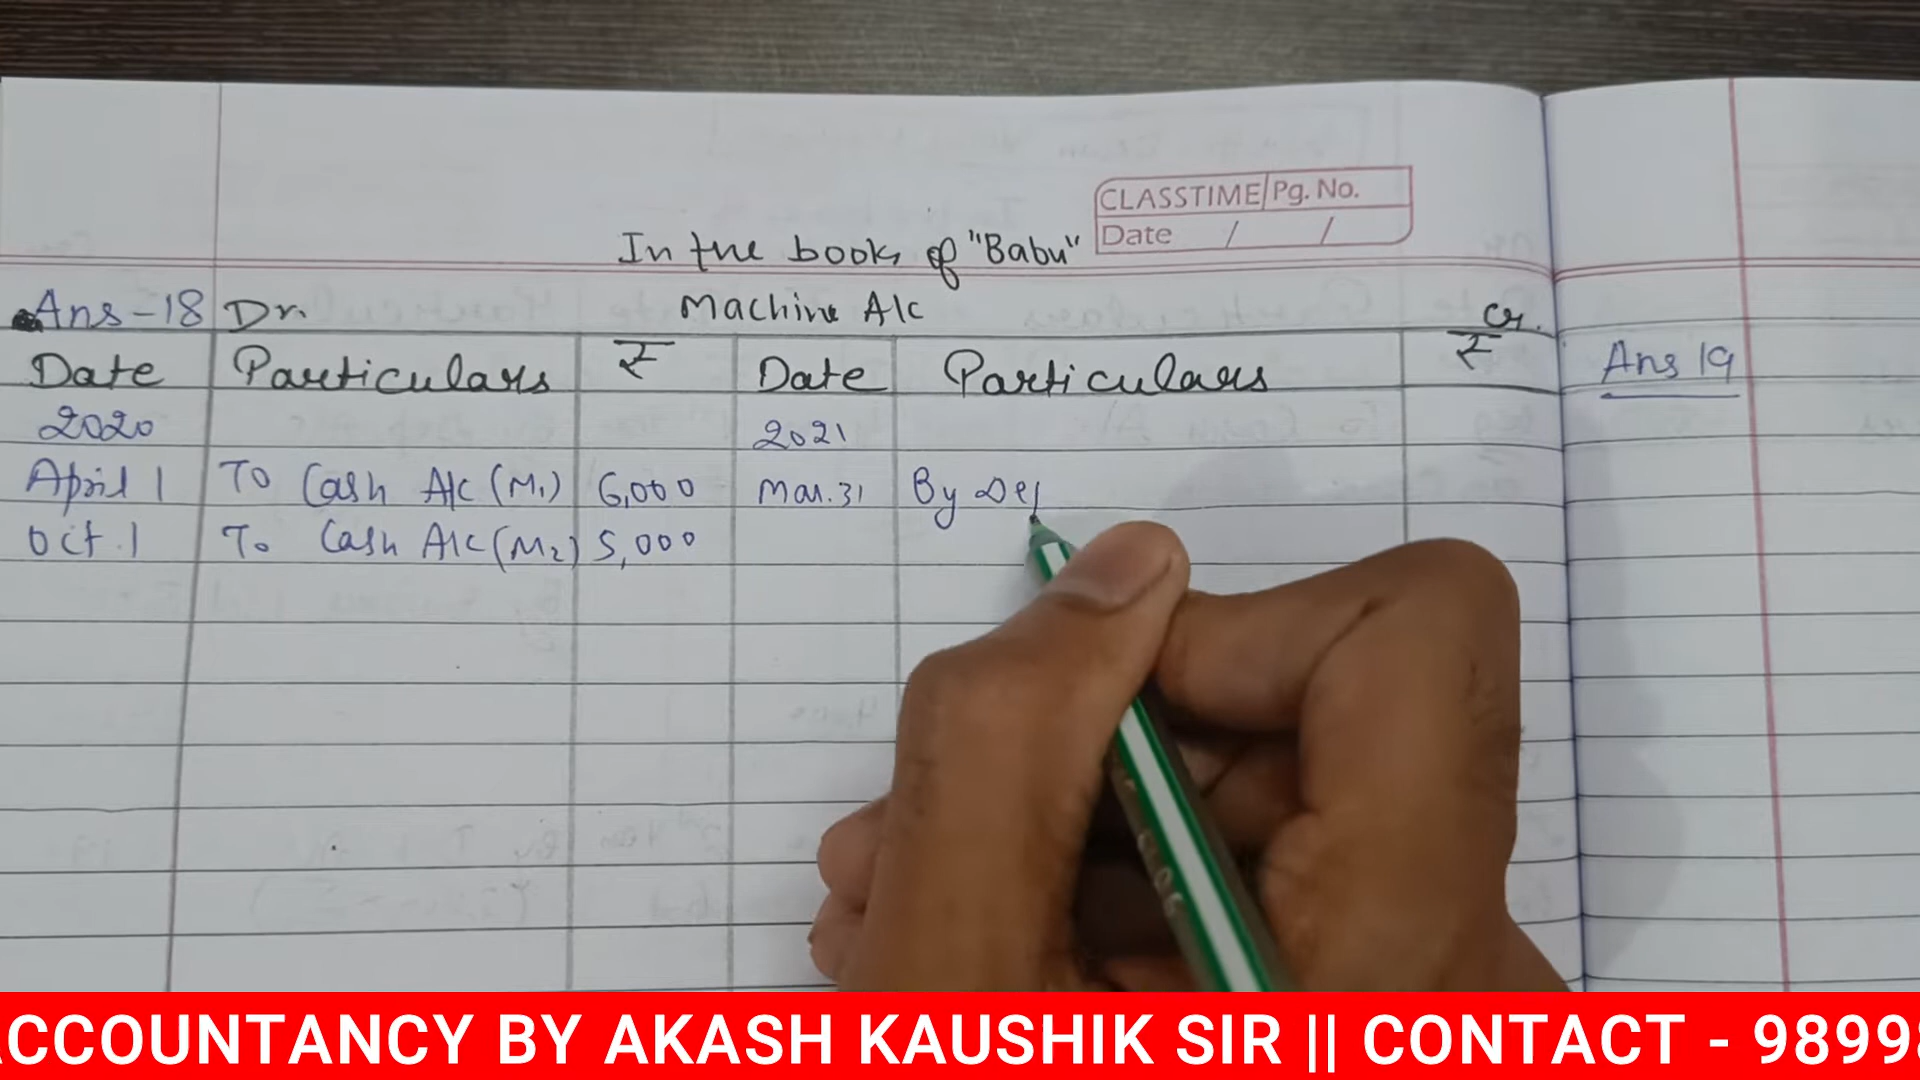 CLASSTIME Pg. No.
Date / /
In the book of "Babu"
Ans-18 Dr. Machine A/c Cr.
Date Particulars ₹ Date Particulars ₹
Ans 19
2020 2021
April 1 To Cash A/c (M1) 6,000 Mar. 31 By Dep
Oct. 1 To Cash A/c (M2) 5,000
ACCOUNTANCY BY AKASH KAUSHIK SIR || CONTACT - 9899